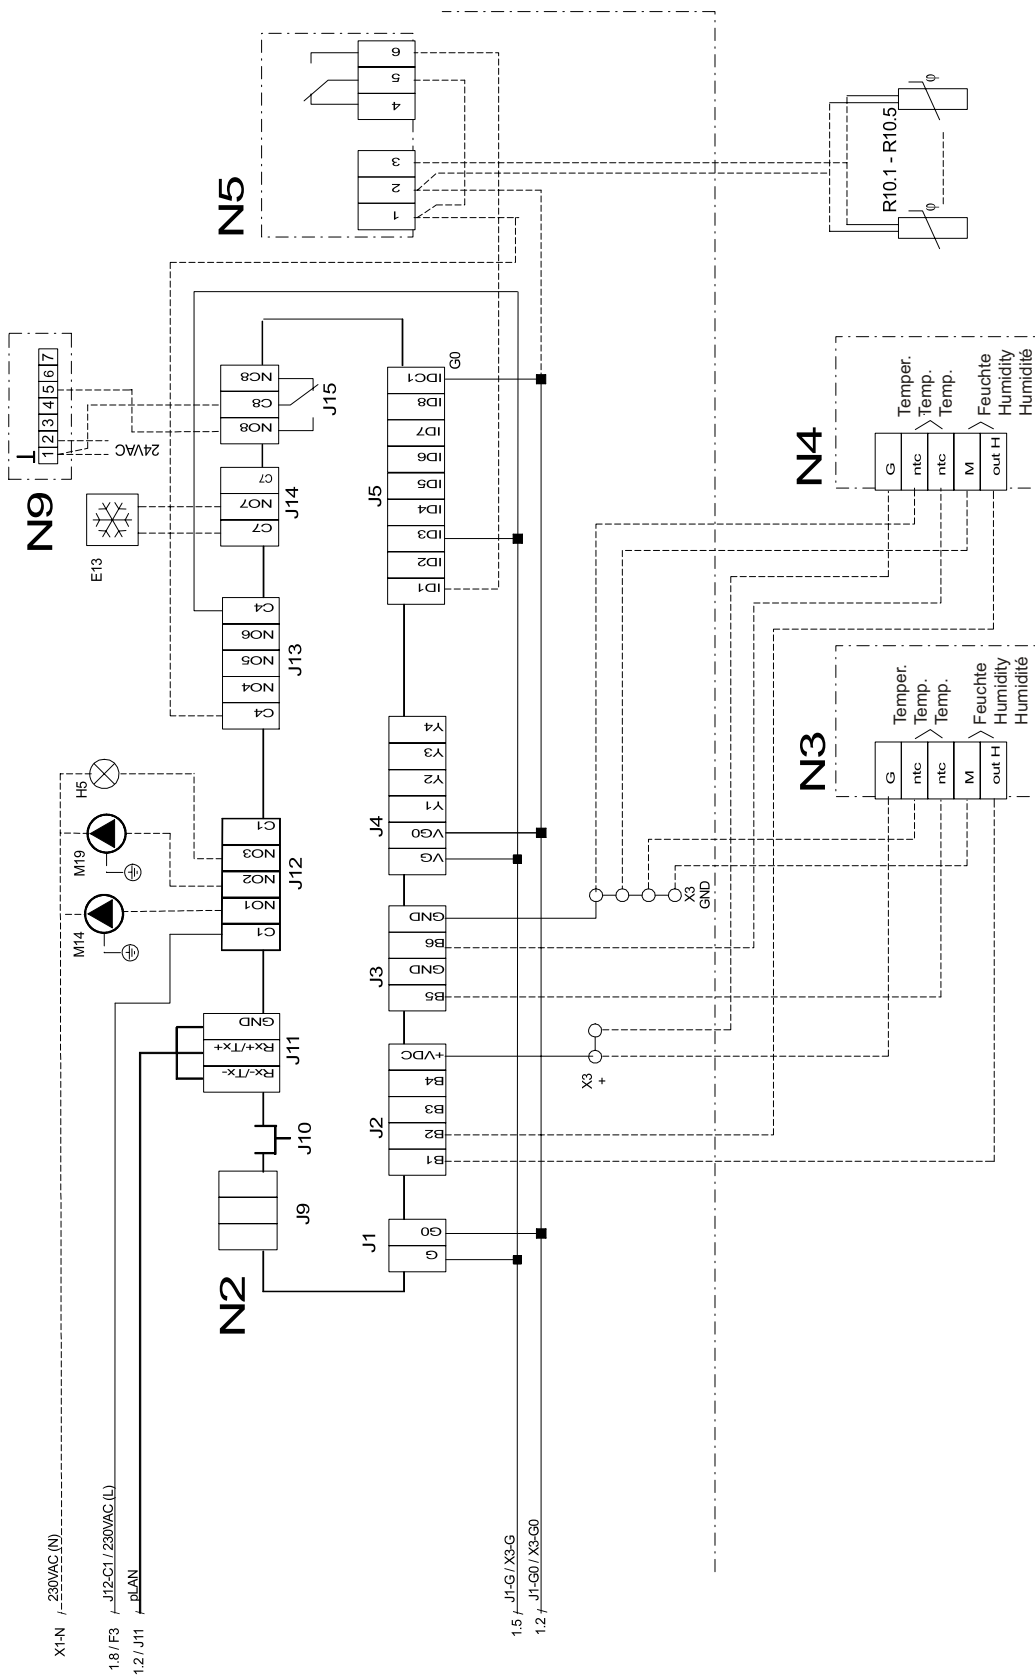 X1-N / 230VAC (N)
1.8 / F3 / J12-C1 / 230VAC (L)
1.2 / J11 / pLAN
1.5 / J1-G / X3-G
1.2 / J1-G0 / X3-G0
N2
J9
J10
J11
Rx-/Tx-
Rx+/Tx+
GND
M14
M19
H5
J12
C1
NO1
NO2
NO3
C1
J13
C4
NO4
NO5
NO6
C4
E13
J14
C7
NO7
C7
J15
NO8
C8
NC8
N9
T
1 2 3 4 5 6 7
24VAC
N5
1
2
3
4
5
6
J1
G
G0
J2
B1
B2
B3
B4
+VDC
J3
B5
GND
B6
GND
J4
VG
VG0
Y1
Y2
Y3
Y4
J5
ID1
ID2
ID3
ID4
ID5
ID6
ID7
ID8
IDC1
G0
X3
+
X3
GND
R10.1 - R10.5
φ
φ
N3
G
ntc
ntc
M
out H
Temper.
Temp.
Temp.
Feuchte
Humidity
Humidité
N4
G
ntc
ntc
M
out H
Temper.
Temp.
Temp.
Feuchte
Humidity
Humidité